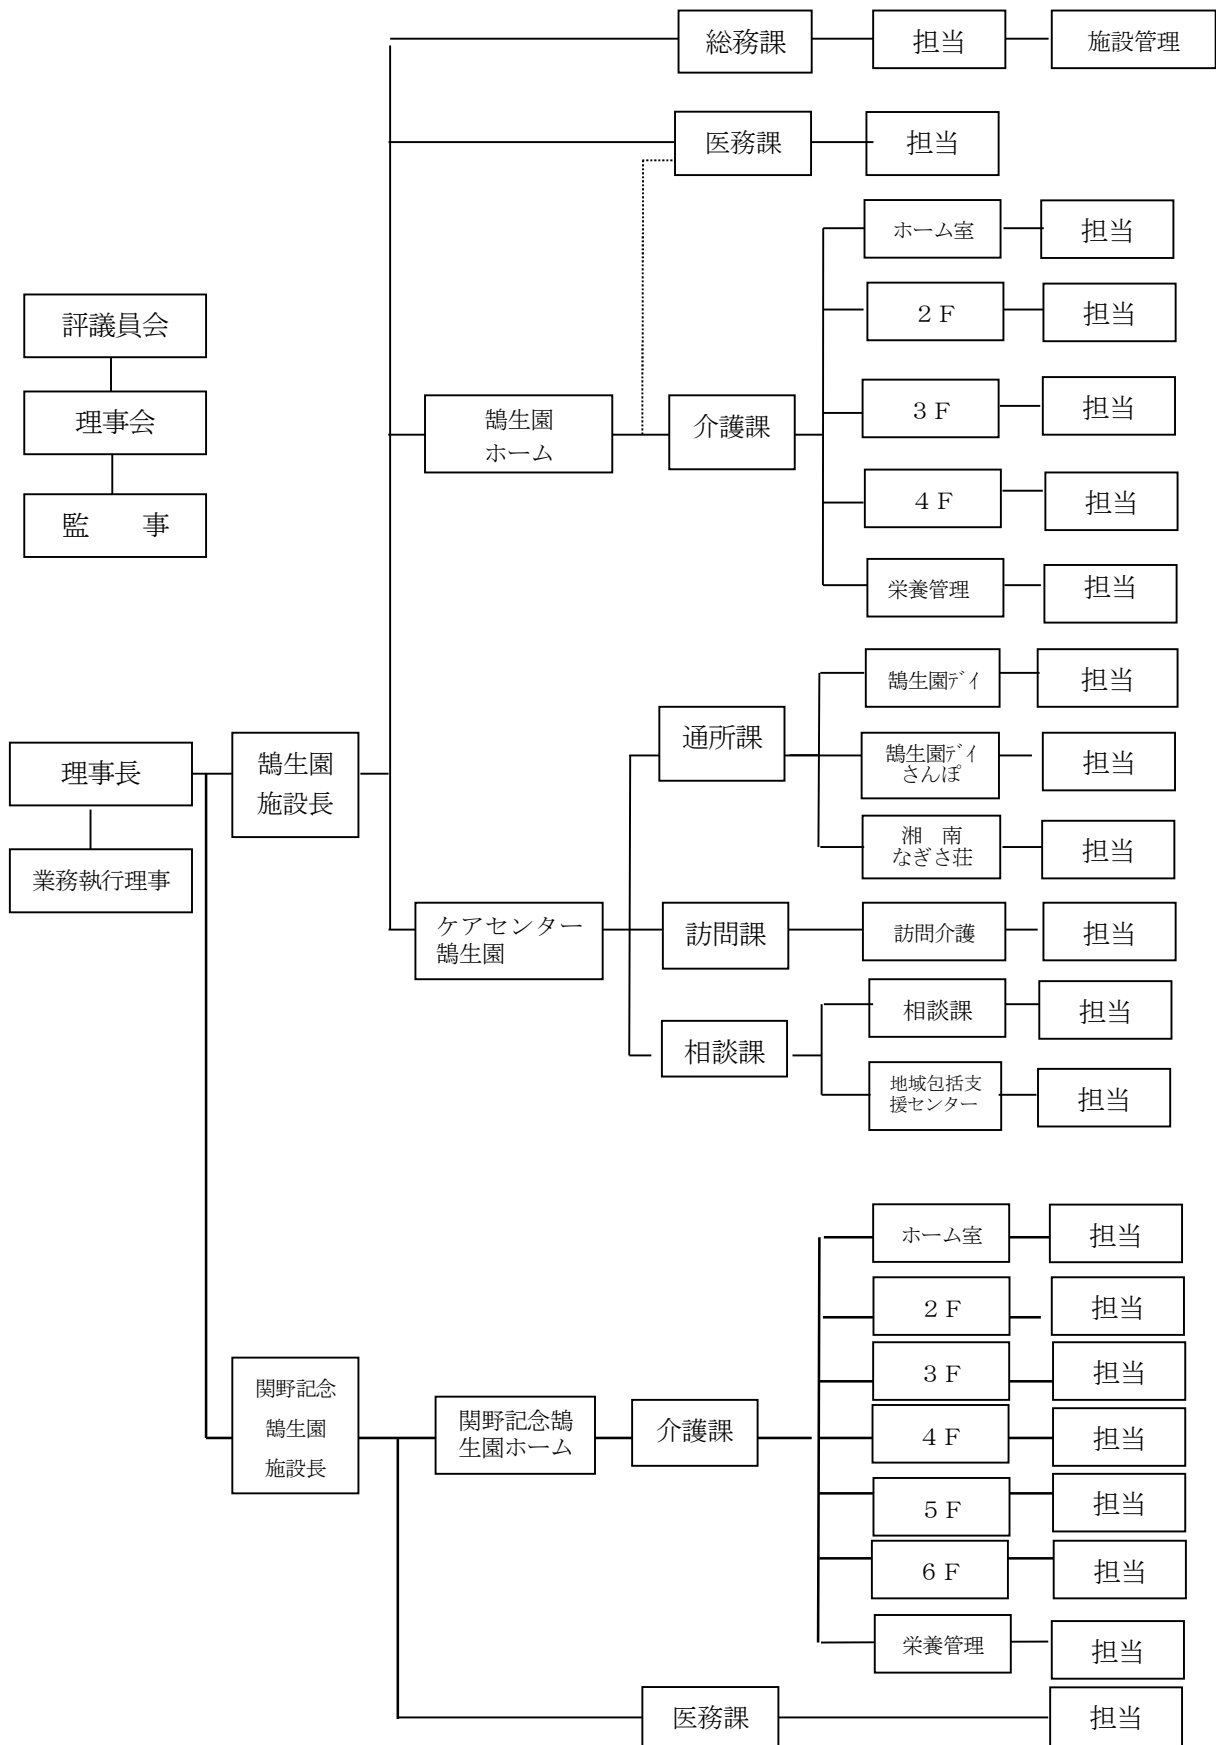 総務課
担当
施設管理
医務課
担当
ホーム室
担当
２Ｆ
担当
３Ｆ
担当
４Ｆ
担当
栄養管理
担当
評議員会
理事会
監　　事
鵠生園
ホーム
介護課
理事長
業務執行理事
鵠生園
施設長
通所課
鵠生園ﾃﾞｲ
担当
鵠生園ﾃﾞｲ
さんぽ
担当
湘　南
なぎさ荘
担当
ケアセンター
鵠生園
訪問課
訪問介護
担当
相談課
相談課
担当
地域包括支
援センター
担当
関野記念
鵠生園
施設長
関野記念鵠
生園ホーム
介護課
ホーム室
担当
２Ｆ
担当
３Ｆ
担当
４Ｆ
担当
５Ｆ
担当
６Ｆ
担当
栄養管理
担当
医務課
担当